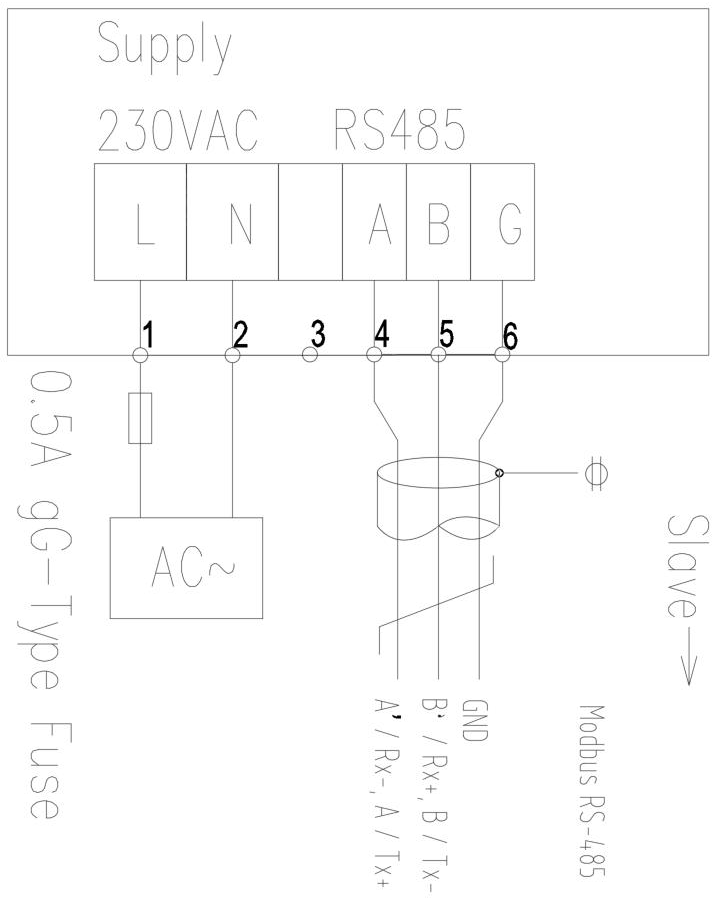 Supply
230VAC RS485
L N A B G
1 2 3 4 5 6
0.5A gG-Type Fuse
AC~
Slave
GND
B' / Rx+, B / Tx-
A' / Rx-, A / Tx+
Modbus RS-485